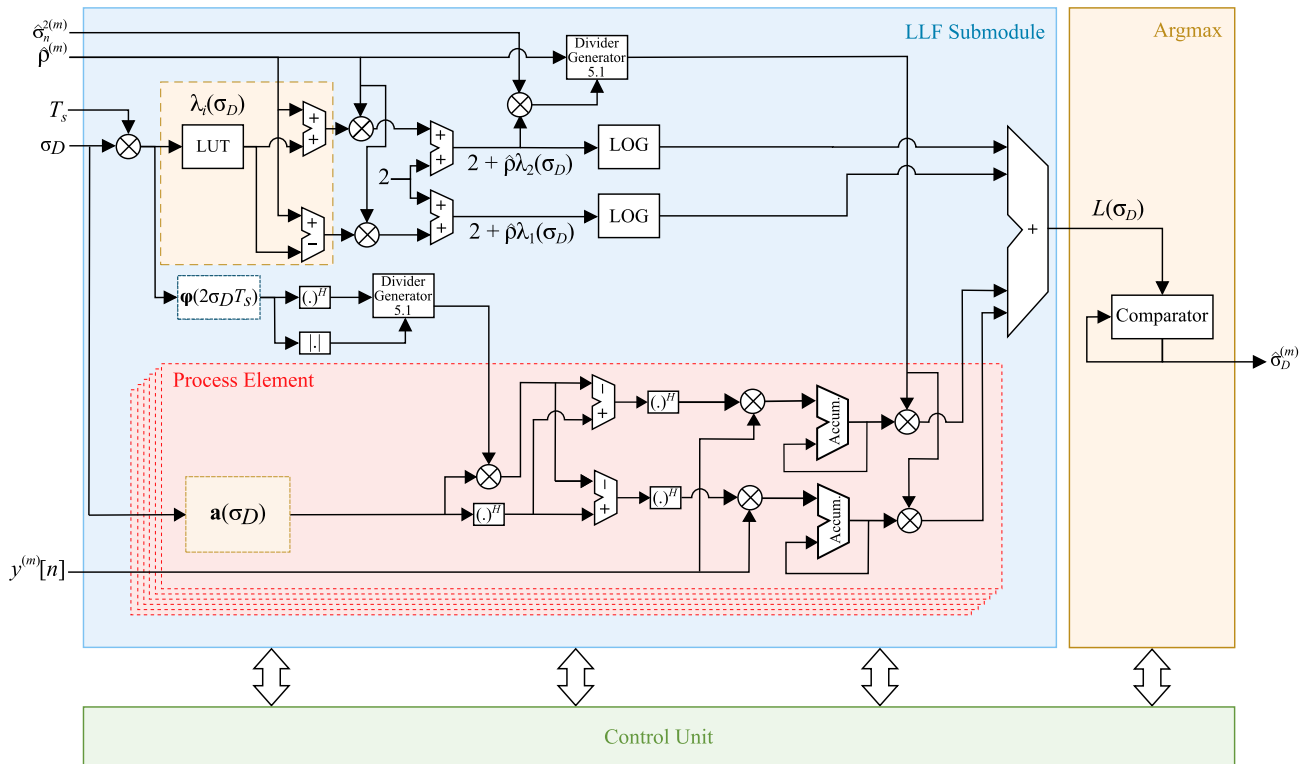 LLF Submodule
Argmax
σ̂ₙ²⁽ᵐ⁾
ρ̂⁽ᵐ⁾
Divider
Generator
5.1
Tₛ
σD
λᵢ(σD)
LUT
+
+
+
−
2
+
+
+
+
2 + ρ̂λ₂(σD)
2 + ρ̂λ₁(σD)
LOG
LOG
+
L(σD)
Comparator
σ̂D⁽ᵐ⁾
φ(2σDTₛ)
(.)ᴴ
|.|
Divider
Generator
5.1
Process Element
−
+
(.)ᴴ
Accum.
a(σD)
(.)ᴴ
−
+
(.)ᴴ
Accum.
y⁽ᵐ⁾[n]
Control Unit